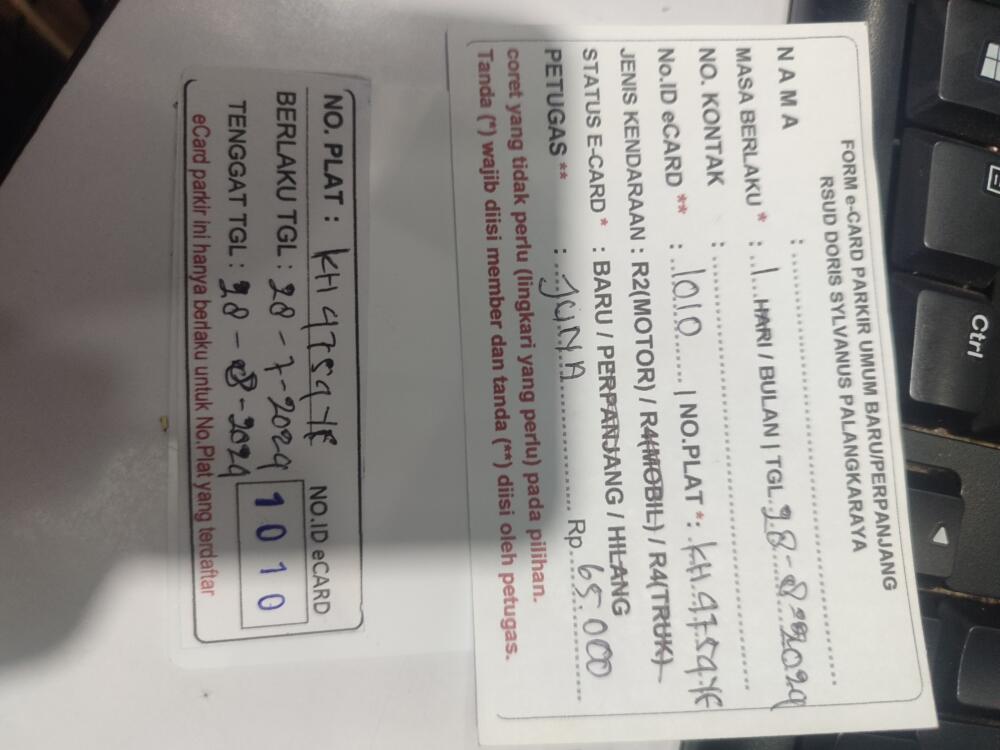 FORM e-CARD PARKIR UMUM BARU/PERPANJANG
RSUD DORIS SYLVANUS PALANGKARAYA
NAMA :
MASA BERLAKU * : 1 HARI / BULAN | TGL. 28-8-2024
NO. KONTAK :
No.ID eCARD ** : 1010 | NO.PLAT *: KH.4759YF
JENIS KENDARAAN : R2(MOTOR) / R4(MOBIL) / R4(TRUK)
STATUS E-CARD * : BARU / PERPANJANG / HILANG
PETUGAS ** : JUNA Rp 65.000
coret yang tidak perlu (lingkari yang perlu) pada pilihan.
Tanda (*) wajib diisi member dan tanda (**) diisi oleh petugas.
NO. PLAT : KH 4759YF NO.ID eCARD
BERLAKU TGL : 28-7-2024 1010
TENGGAT TGL : 28-8-2024
eCard parkir ini hanya berlaku untuk No.Plat yang terdaftar
Ctrl